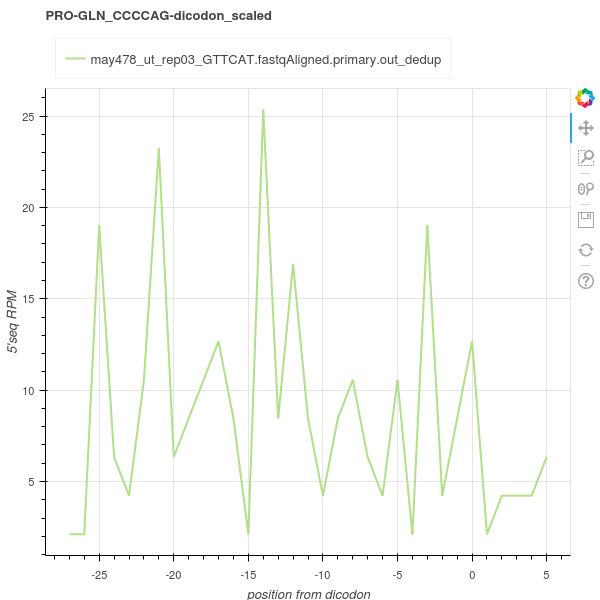 PRO-GLN_CCCCAG-dicodon_scaled
may478_ut_rep03_GTTCAT.fastqAligned.primary.out_dedup
25
20
15
10
5
5'seq RPM
-25 -20 -15 -10 -5 0 5
position from dicodon